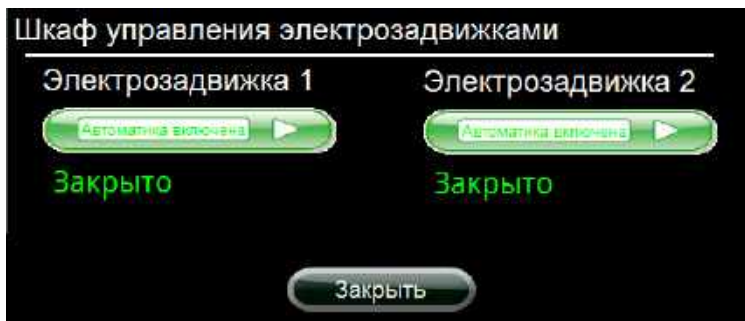 Шкаф управления электрозадвижками
Электрозадвижка 1 Электрозадвижка 2
Автоматика включена Автоматика включена
Закрыто Закрыто
Закрыть